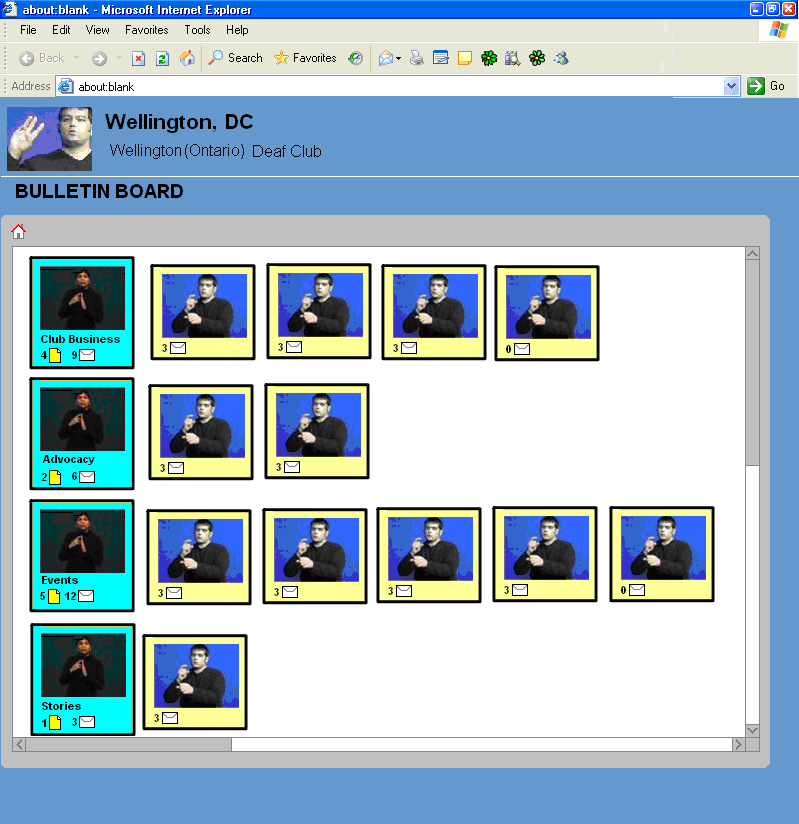 about:blank - Microsoft Internet Explorer
File Edit View Favorites Tools Help
Back Search Favorites
Address about:blank Go
Wellington, DC
Wellington(Ontario) Deaf Club
BULLETIN BOARD
Club Business
4 9 3 3 3 0
Advocacy
2 6 3 3
Events
5 12 3 3 3 3 0
Stories
1 3 3